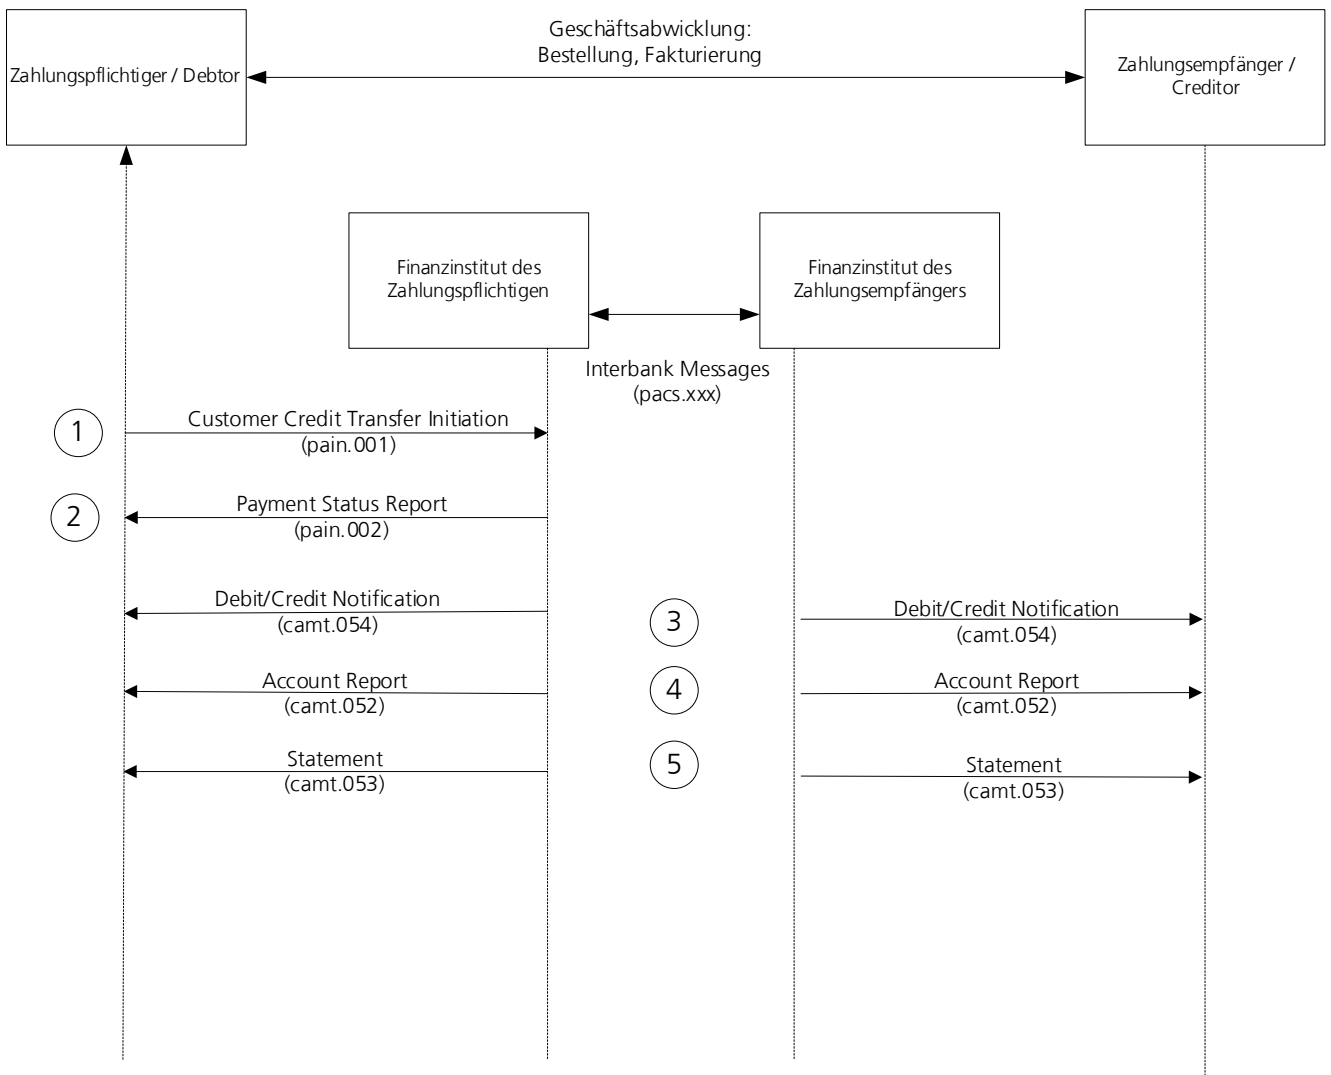 Geschäftsabwicklung:
Bestellung, Fakturierung
Zahlungspflichtiger / Debtor
Zahlungsempfänger /
Creditor
Finanzinstitut des
Zahlungspflichtigen
Finanzinstitut des
Zahlungsempfängers
Interbank Messages
(pacs.xxx)
1
Customer Credit Transfer Initiation
(pain.001)
2
Payment Status Report
(pain.002)
Debit/Credit Notification
(camt.054)
3
Debit/Credit Notification
(camt.054)
Account Report
(camt.052)
4
Account Report
(camt.052)
Statement
(camt.053)
5
Statement
(camt.053)